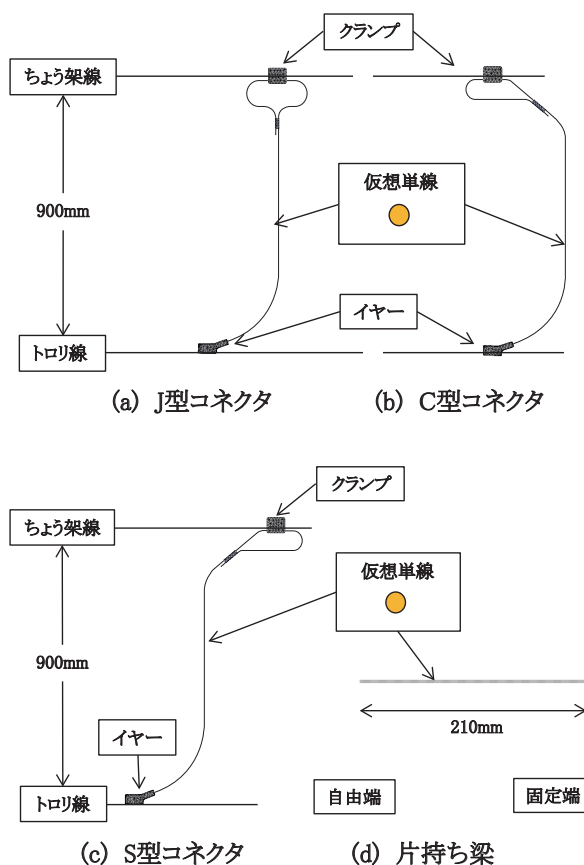 クランプ
ちょう架線
仮想単線
900mm
イヤー
トロリ線
(a) J型コネクタ
(b) C型コネクタ
クランプ
ちょう架線
仮想単線
900mm
210mm
イヤー
自由端
固定端
トロリ線
(c) S型コネクタ
(d) 片持ち梁